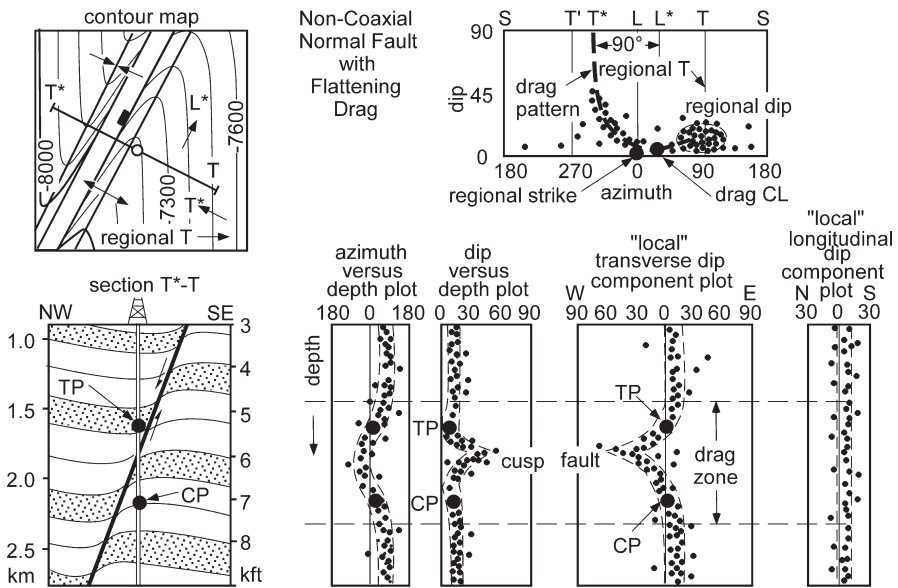 contour map
T*
L*
-8000
-7600
T
-7300
T*
regional T
Non-Coaxial
Normal Fault
with
Flattening
Drag
S T' T* L L* T S
90
45
0
dip
90°
regional T
drag
pattern
regional dip
180 270 0 90 180
regional strike azimuth drag CL
section T*-T
NW SE
1.0
1.5
2.0
2.5
km
3
4
5
6
7
8
kft
TP
CP
azimuth
versus
depth plot
180 0 180
depth
dip
versus
depth plot
0 30 60 90
TP
CP
cusp
"local"
transverse dip
component plot
W E
90 60 30 0 30 60 90
TP
fault
drag
zone
CP
"local"
longitudinal
dip
component
plot
N S
30 0 30